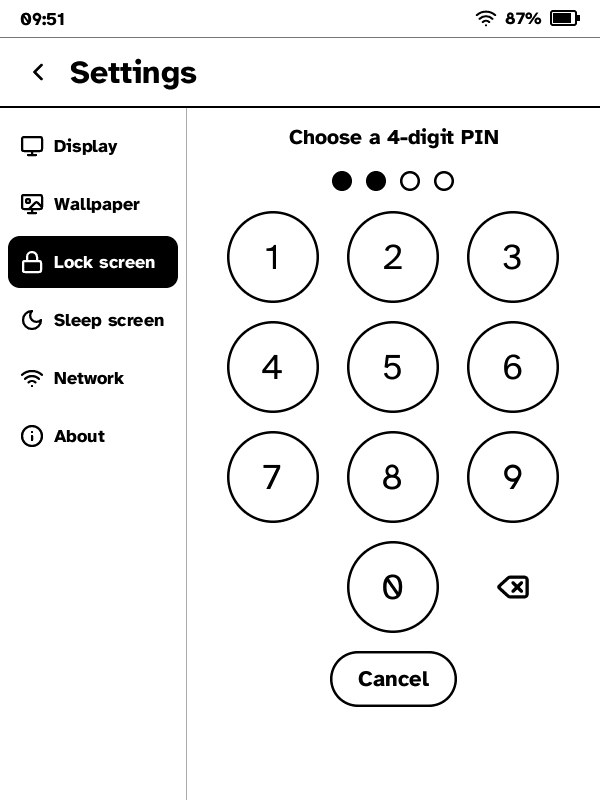 09:51
87%
Settings
Display
Wallpaper
Lock screen
Sleep screen
Network
About
Choose a 4-digit PIN
1 2 3
4 5 6
7 8 9
0
Cancel